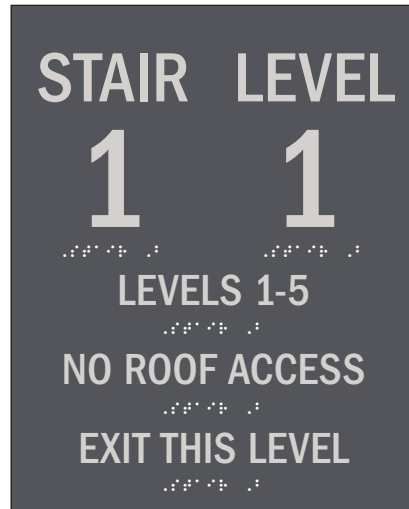 STAIR LEVEL
1 1
LEVELS 1-5
NO ROOF ACCESS
EXIT THIS LEVEL